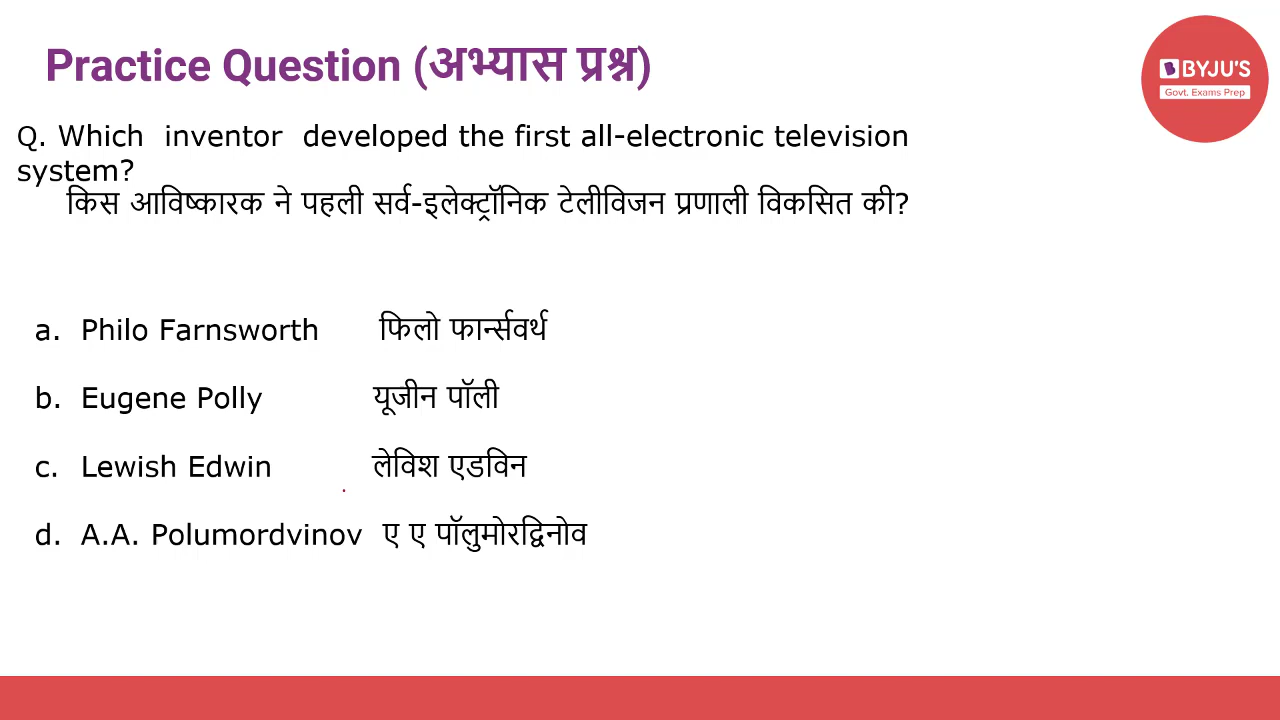 Practice Question (अभ्यास प्रश्न)
BYJU'S
Govt. Exams Prep
Q. Which inventor developed the first all-electronic television
system?
किस आविष्कारक ने पहली सर्व-इलेक्ट्रॉनिक टेलीविजन प्रणाली विकसित की?
a. Philo Farnsworth फिलो फार्न्सवर्थ
b. Eugene Polly यूजीन पॉली
c. Lewish Edwin लेविश एडविन
d. A.A. Polumordvinov ए ए पॉलुमोरद्विनोव